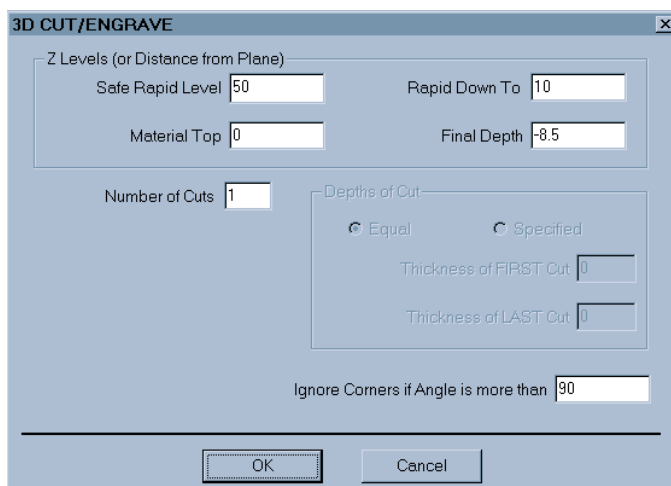 3D CUT/ENGRAVE
Z Levels (or Distance from Plane)
Safe Rapid Level 50 Rapid Down To 10
Material Top 0 Final Depth -8.5
Number of Cuts 1 Depths of Cut
Equal Specified
Thickness of FIRST Cut 0
Thickness of LAST Cut 0
Ignore Corners if Angle is more than 90
OK Cancel